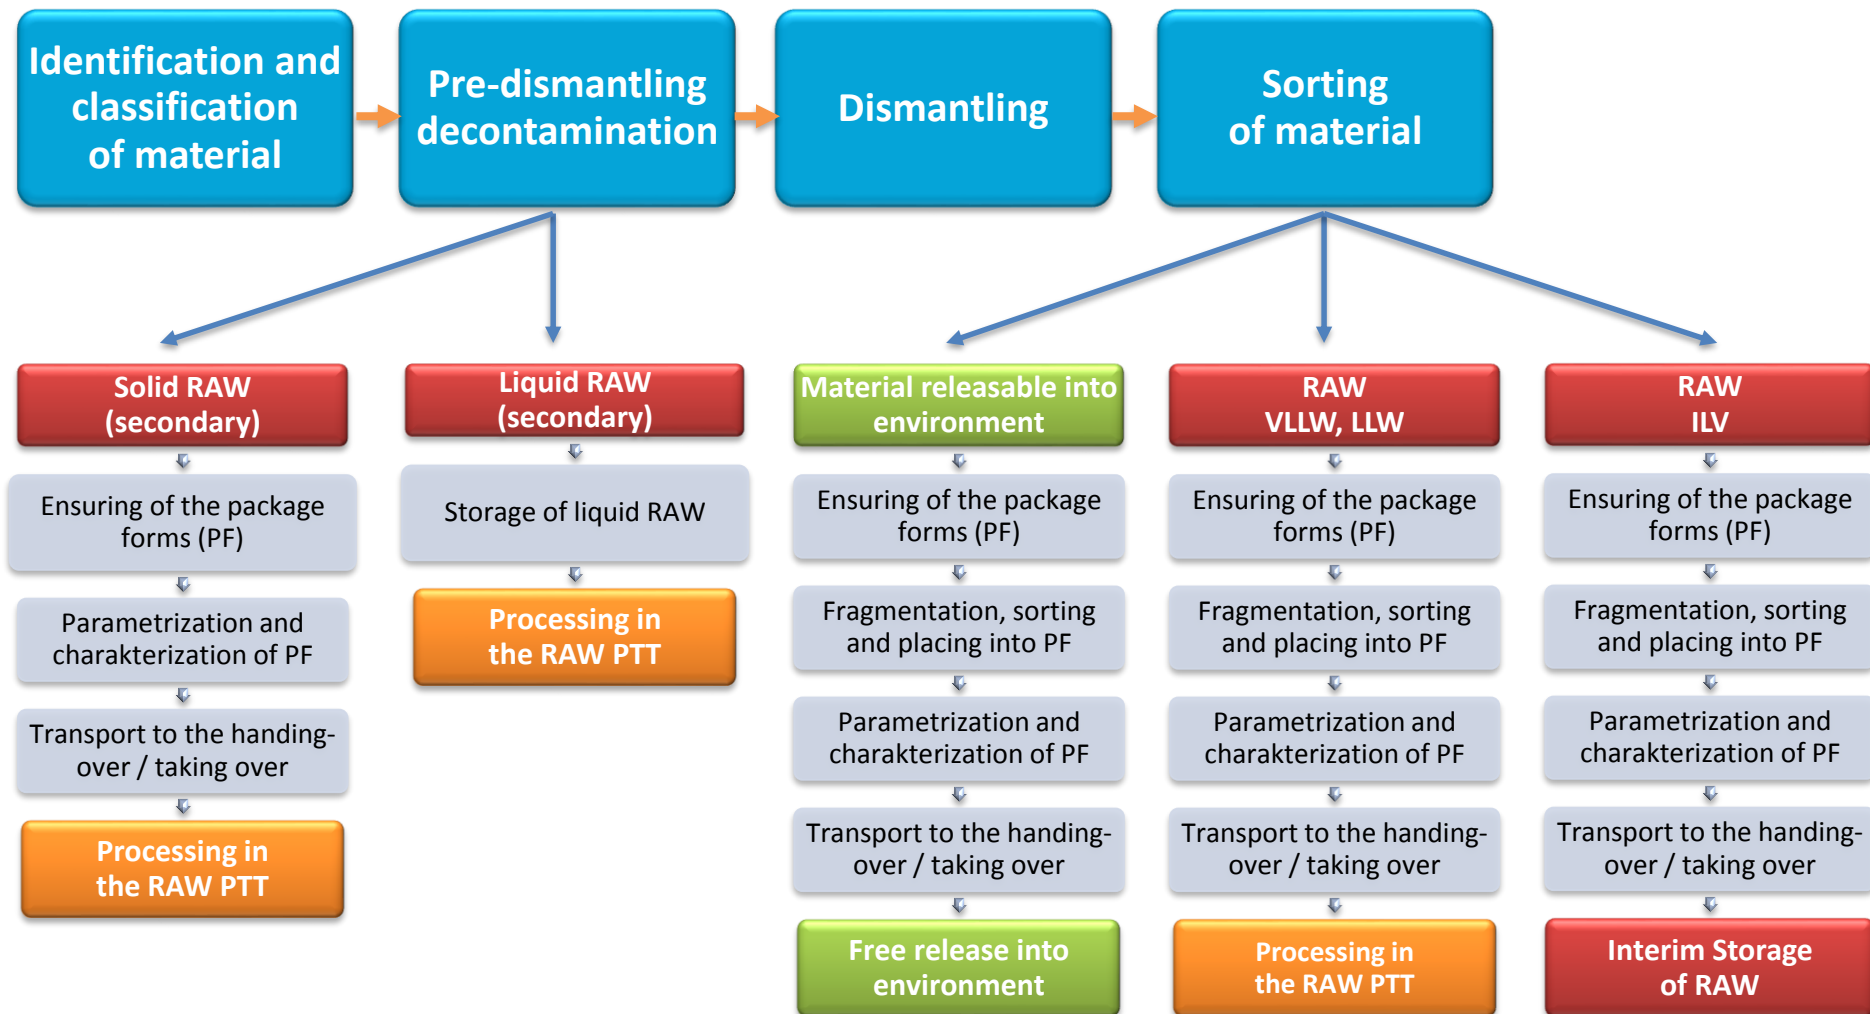 Identification and
classification
of material
Pre-dismantling
decontamination
Dismantling
Sorting
of material
Solid RAW
(secondary)
Ensuring of the package
forms (PF)
Parametrization and
charakterization of PF
Transport to the handing-
over / taking over
Processing in
the RAW PTT
Liquid RAW
(secondary)
Storage of liquid RAW
Processing in
the RAW PTT
Material releasable into
environment
Ensuring of the package
forms (PF)
Fragmentation, sorting
and placing into PF
Parametrization and
charakterization of PF
Transport to the handing-
over / taking over
Free release into
environment
RAW
VLLW, LLW
Ensuring of the package
forms (PF)
Fragmentation, sorting
and placing into PF
Parametrization and
charakterization of PF
Transport to the handing-
over / taking over
Processing in
the RAW PTT
RAW
ILV
Ensuring of the package
forms (PF)
Fragmentation, sorting
and placing into PF
Parametrization and
charakterization of PF
Transport to the handing-
over / taking over
Interim Storage
of RAW